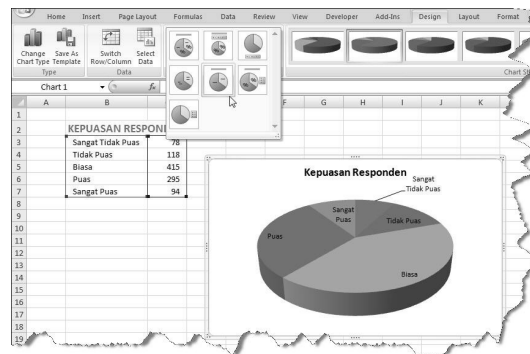 Home Insert Page Layout Formulas Data Review View Developer Add-Ins Design Layout Format
Change Chart Type
Save As Template
Switch Row/Column
Select Data
Type
Data
Chart St
Chart 1
A B F G H I J K
1
2 KEPUASAN RESPON
3 Sangat Tidak Puas 78
4 Tidak Puas 118
5 Biasa 415
6 Puas 295
7 Sangat Puas 94
8
9
10
11
12
13
14
15
16
17
18
19
Kepuasan Responden
Sangat
Tidak Puas
Sangat
Puas
Tidak Puas
Puas
Biasa